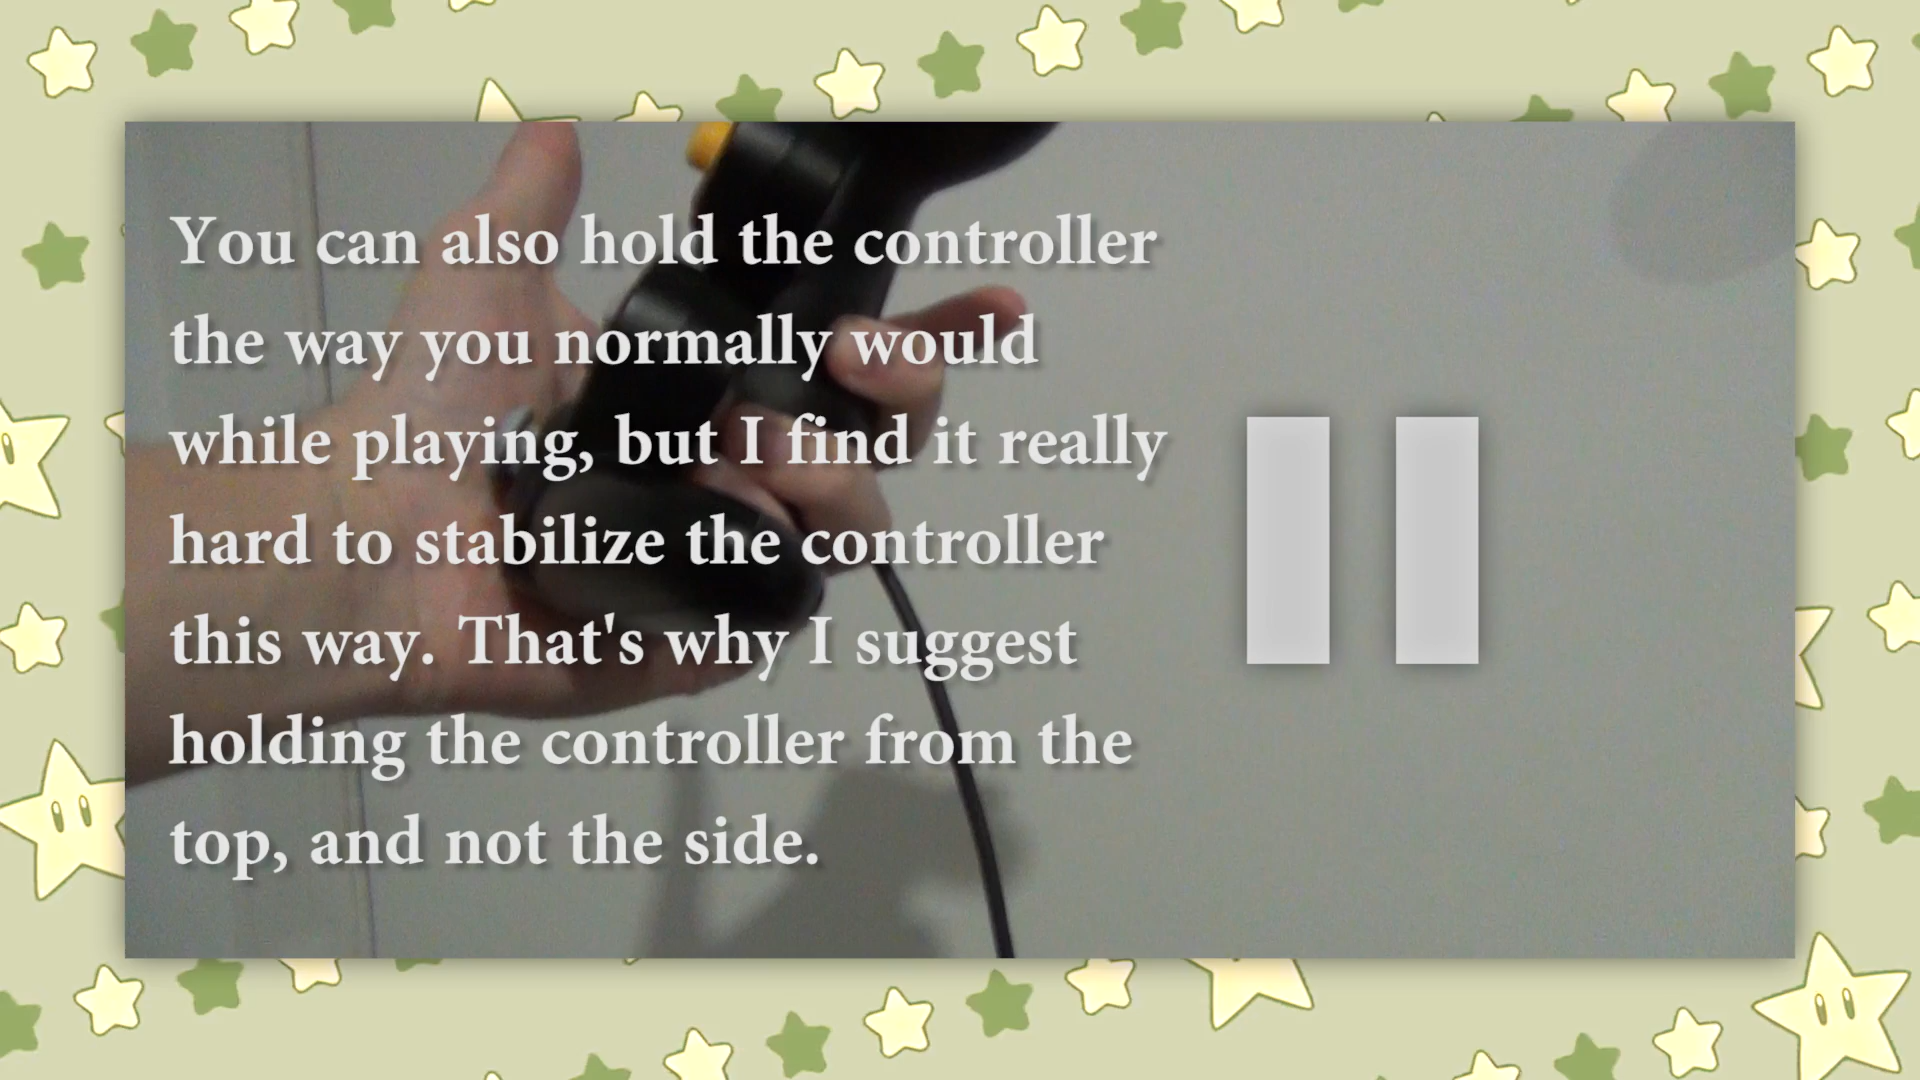 You can also hold the controller
the way you normally would
while playing, but I find it really
hard to stabilize the controller
this way. That's why I suggest
holding the controller from the
top, and not the side.